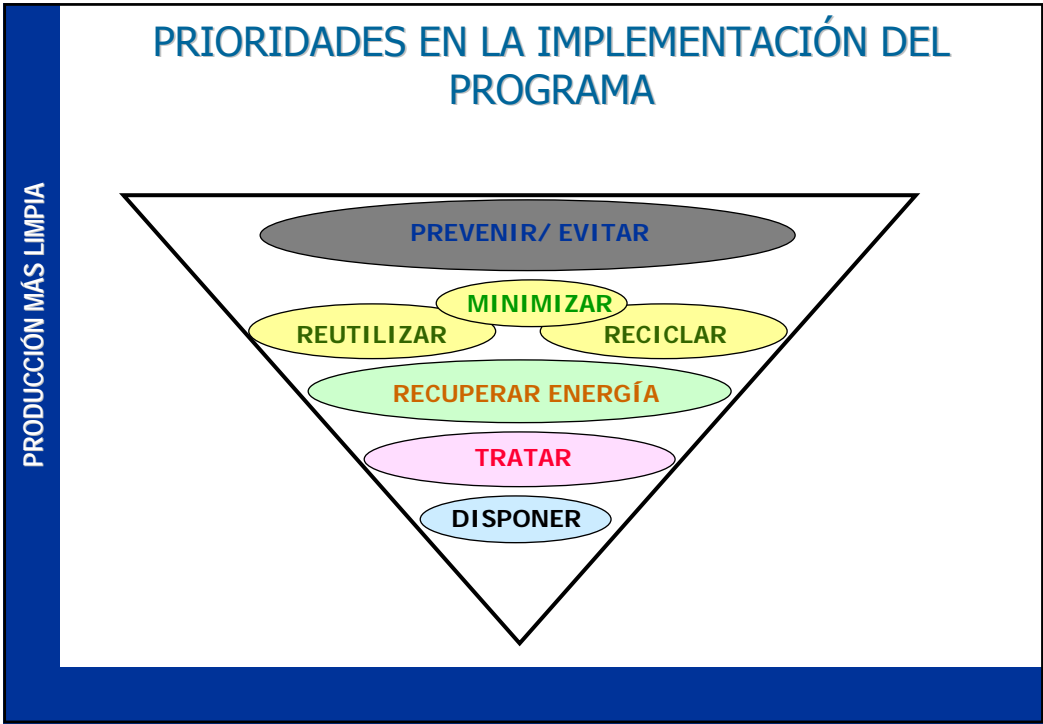 PRIORIDADES EN LA IMPLEMENTACIÓN DEL
PROGRAMA
PRODUCCIÓN MÁS LIMPIA
PREVENIR/ EVITAR
MINIMIZAR
REUTILIZAR
RECICLAR
RECUPERAR ENERGÍA
TRATAR
DISPONER